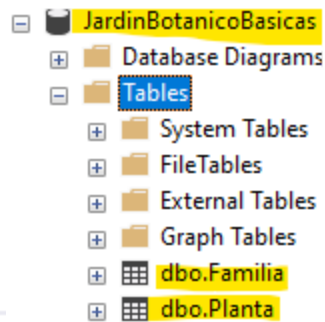 JardinBotanicoBasicas
Database Diagrams
Tables
System Tables
FileTables
External Tables
Graph Tables
dbo.Familia
dbo.Planta